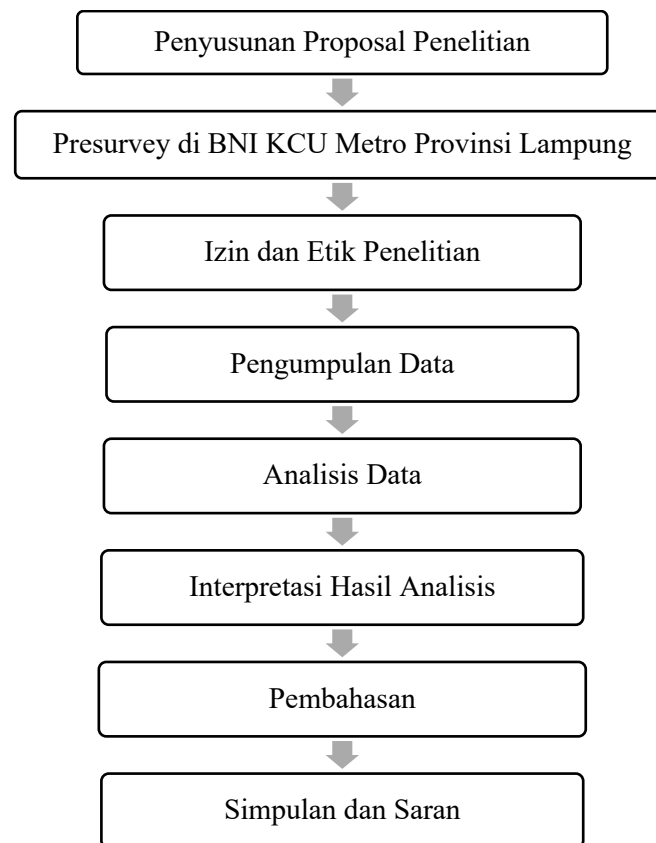 Penyusunan Proposal Penelitian
Presurvey di BNI KCU Metro Provinsi Lampung
Izin dan Etik Penelitian
Pengumpulan Data
Analisis Data
Interpretasi Hasil Analisis
Pembahasan
Simpulan dan Saran